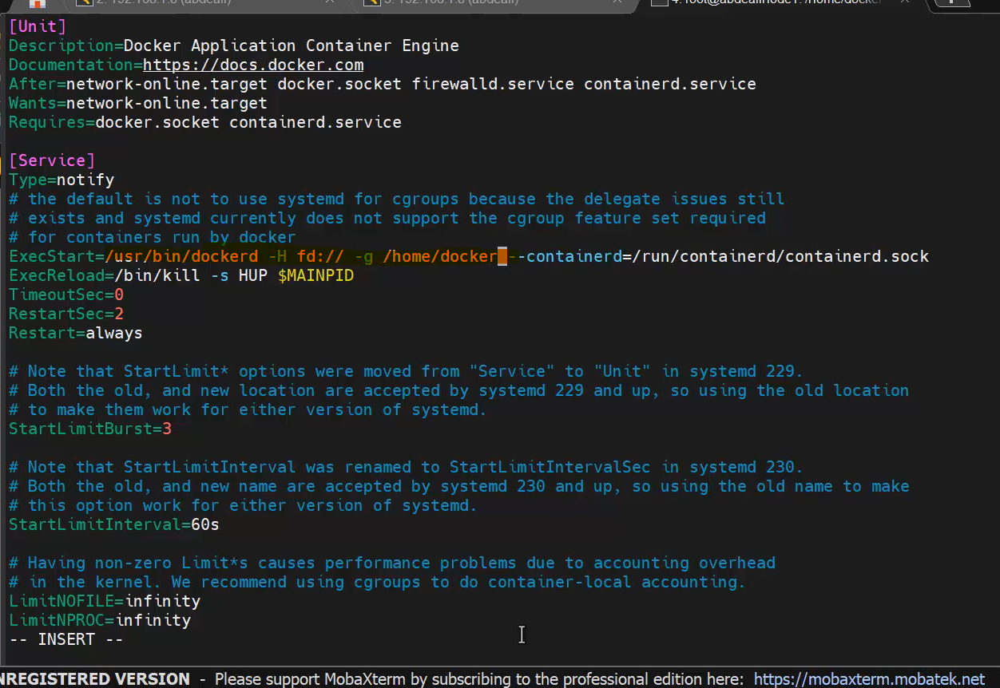 2. 192.168.1.8 (abdeali)
3. 192.168.1.8 (abdeali)
[Unit]
Description=Docker Application Container Engine
Documentation=https://docs.docker.com
After=network-online.target docker.socket firewalld.service containerd.service
Wants=network-online.target
Requires=docker.socket containerd.service
[Service]
Type=notify
# the default is not to use systemd for cgroups because the delegate issues still
# exists and systemd currently does not support the cgroup feature set required
# for containers run by docker
ExecStart=/usr/bin/dockerd -H fd:// -g /home/docker --containerd=/run/containerd/containerd.sock
ExecReload=/bin/kill -s HUP $MAINPID
TimeoutSec=0
RestartSec=2
Restart=always
# Note that StartLimit* options were moved from "Service" to "Unit" in systemd 229.
# Both the old, and new location are accepted by systemd 229 and up, so using the old location
# to make them work for either version of systemd.
StartLimitBurst=3
# Note that StartLimitInterval was renamed to StartLimitIntervalSec in systemd 230.
# Both the old, and new name are accepted by systemd 230 and up, so using the old name to make
# this option work for either version of systemd.
StartLimitInterval=60s
# Having non-zero Limit*s causes performance problems due to accounting overhead
# in the kernel. We recommend using cgroups to do container-local accounting.
LimitNOFILE=infinity
LimitNPROC=infinity
-- INSERT --
NREGISTERED VERSION - Please support MobaXterm by subscribing to the professional edition here: https://mobaxterm.mobatek.net